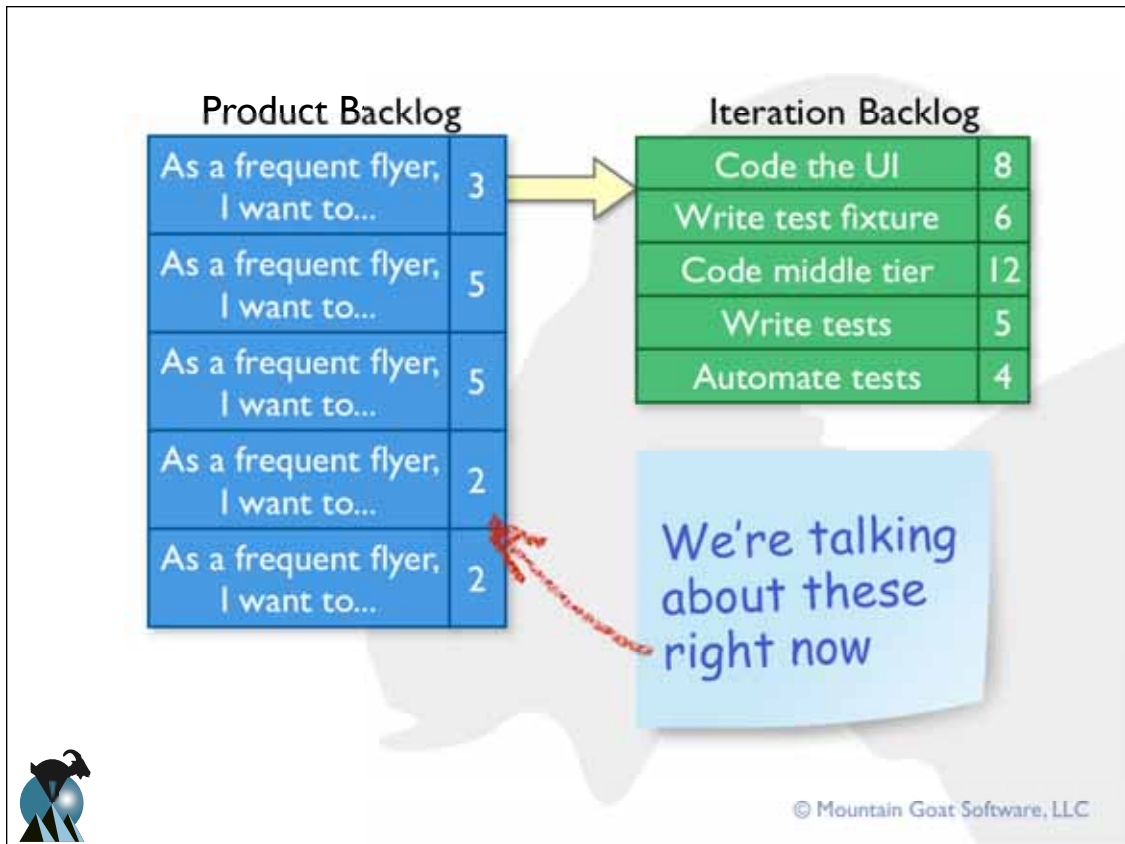 Product Backlog
As a frequent flyer,
I want to...
3
As a frequent flyer,
I want to...
5
As a frequent flyer,
I want to...
5
As a frequent flyer,
I want to...
2
As a frequent flyer,
I want to...
2
Iteration Backlog
Code the UI 8
Write test fixture 6
Code middle tier 12
Write tests 5
Automate tests 4
We're talking
about these
right now
© Mountain Goat Software, LLC